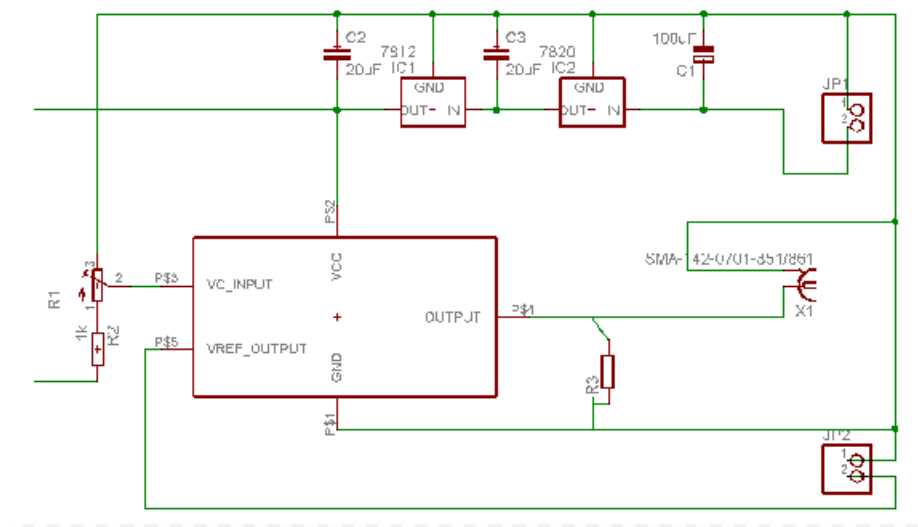 C2
20uF
7812
IC1
GND
OUT
IN
C3
20uF
7820
IC2
GND
OUT
IN
100uF
C1
JP1
1
2
P$2
VCC
SMA-142-0701-851/861
X1
3
2
1
R1
1k
R2
P$3
VC_INPUT
P$5
VREF_OUTPUT
OUTPUT
P$4
GND
P$1
R3
JP2
1
2